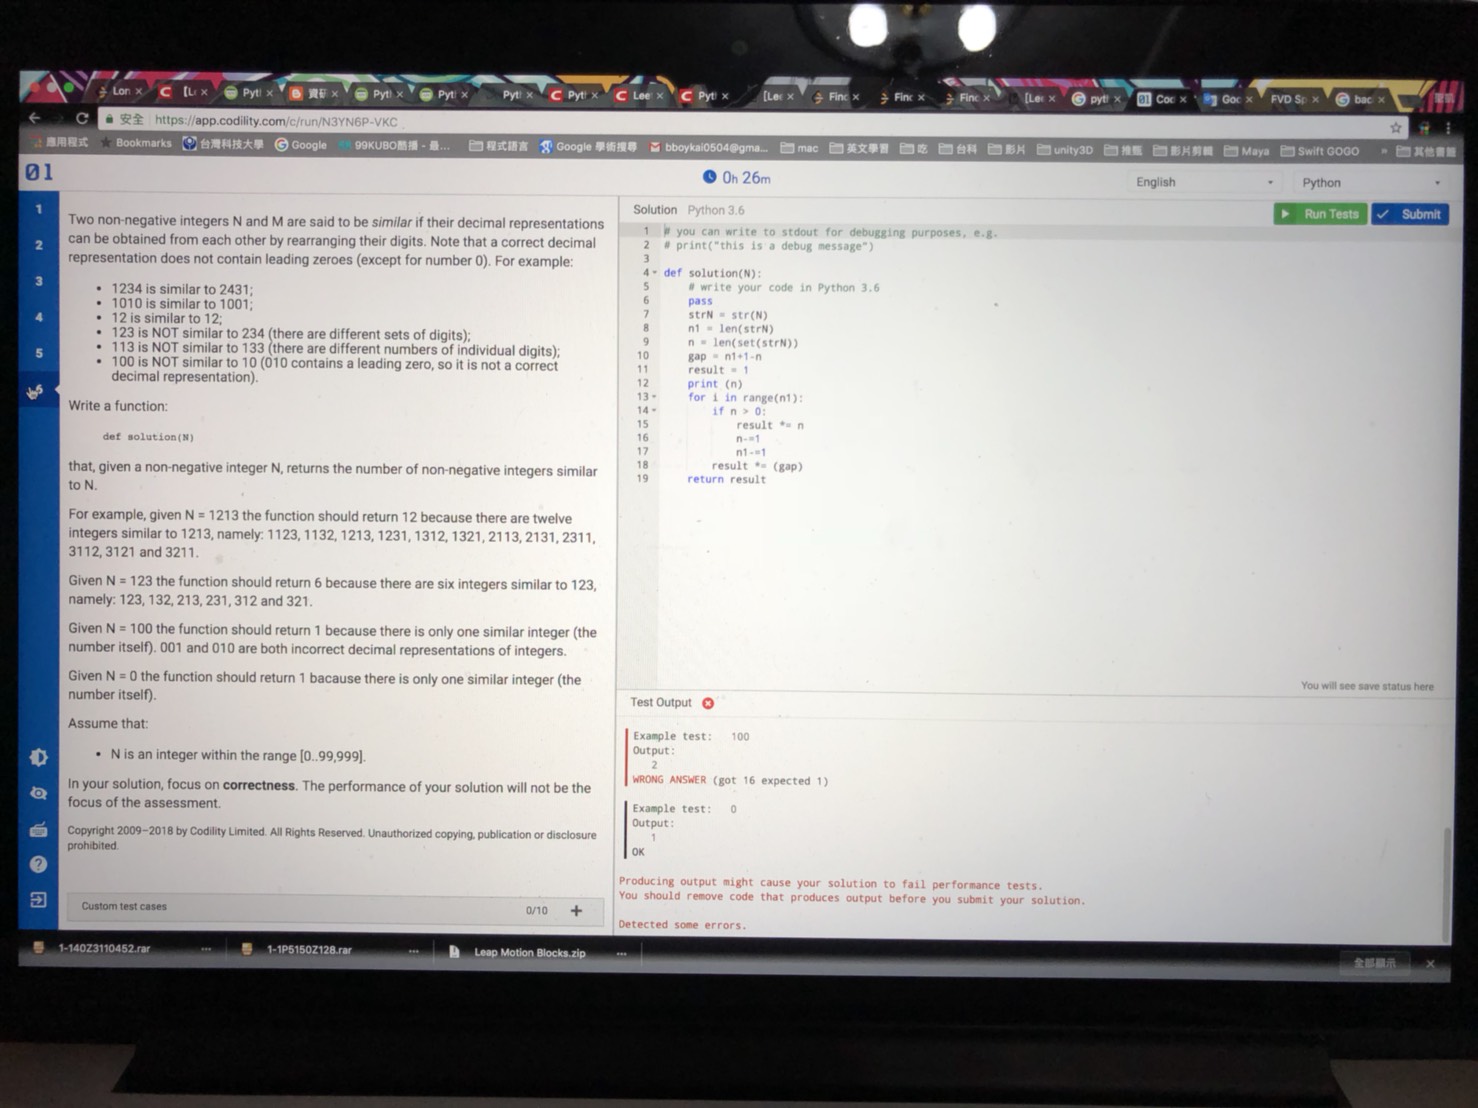 Lon
[L
Pyt
資研
Pyt
Pyt
Pyt
Pyt
Lee
Pyt
[Lee
Finc
Finc
Finc
[Lee
pyt
Coc
Goc
FVD Sp
bac
安全 https://app.codility.com/c/run/N3YN6P-VKC
應用程式 Bookmarks 台灣科技大學 Google 99KUBO酷播 - 最... 程式語言 Google 學術搜尋 bboykai0504@gma... mac 英文學習 吃 台科 影片 unity3D 推甄 影片剪輯 Maya Swift GOGO » 其他書籤
01
0h 26m
English
Python
1
2
3
4
5
6
Two non-negative integers N and M are said to be similar if their decimal representations
can be obtained from each other by rearranging their digits. Note that a correct decimal
representation does not contain leading zeroes (except for number 0). For example:
• 1234 is similar to 2431;
• 1010 is similar to 1001;
• 12 is similar to 12;
• 123 is NOT similar to 234 (there are different sets of digits);
• 113 is NOT similar to 133 (there are different numbers of individual digits);
• 100 is NOT similar to 10 (010 contains a leading zero, so it is not a correct
decimal representation).
Write a function:
def solution(N)
that, given a non-negative integer N, returns the number of non-negative integers similar
to N.
For example, given N = 1213 the function should return 12 because there are twelve
integers similar to 1213, namely: 1123, 1132, 1213, 1231, 1312, 1321, 2113, 2131, 2311,
3112, 3121 and 3211.
Given N = 123 the function should return 6 because there are six integers similar to 123,
namely: 123, 132, 213, 231, 312 and 321.
Given N = 100 the function should return 1 because there is only one similar integer (the
number itself). 001 and 010 are both incorrect decimal representations of integers.
Given N = 0 the function should return 1 bacause there is only one similar integer (the
number itself).
Assume that:
• N is an integer within the range [0..99,999].
In your solution, focus on correctness. The performance of your solution will not be the
focus of the assessment.
Copyright 2009–2018 by Codility Limited. All Rights Reserved. Unauthorized copying, publication or disclosure
prohibited.
Custom test cases 0/10 +
Solution Python 3.6
Run Tests
Submit
1 # you can write to stdout for debugging purposes, e.g.
2 # print("this is a debug message")
3
4 def solution(N):
5 # write your code in Python 3.6
6 pass
7 strN = str(N)
8 n1 = len(strN)
9 n = len(set(strN))
10 gap = n1+1-n
11 result = 1
12 print (n)
13 for i in range(n1):
14 if n > 0:
15 result *= n
16 n-=1
17 n1-=1
18 result *= (gap)
19 return result
You will see save status here
Test Output
Example test: 100
Output:
2
WRONG ANSWER (got 16 expected 1)
Example test: 0
Output:
1
OK
Producing output might cause your solution to fail performance tests.
You should remove code that produces output before you submit your solution.
Detected some errors.
1-140Z3110452.rar
1-1P5150Z128.rar
Leap Motion Blocks.zip
全部顯示